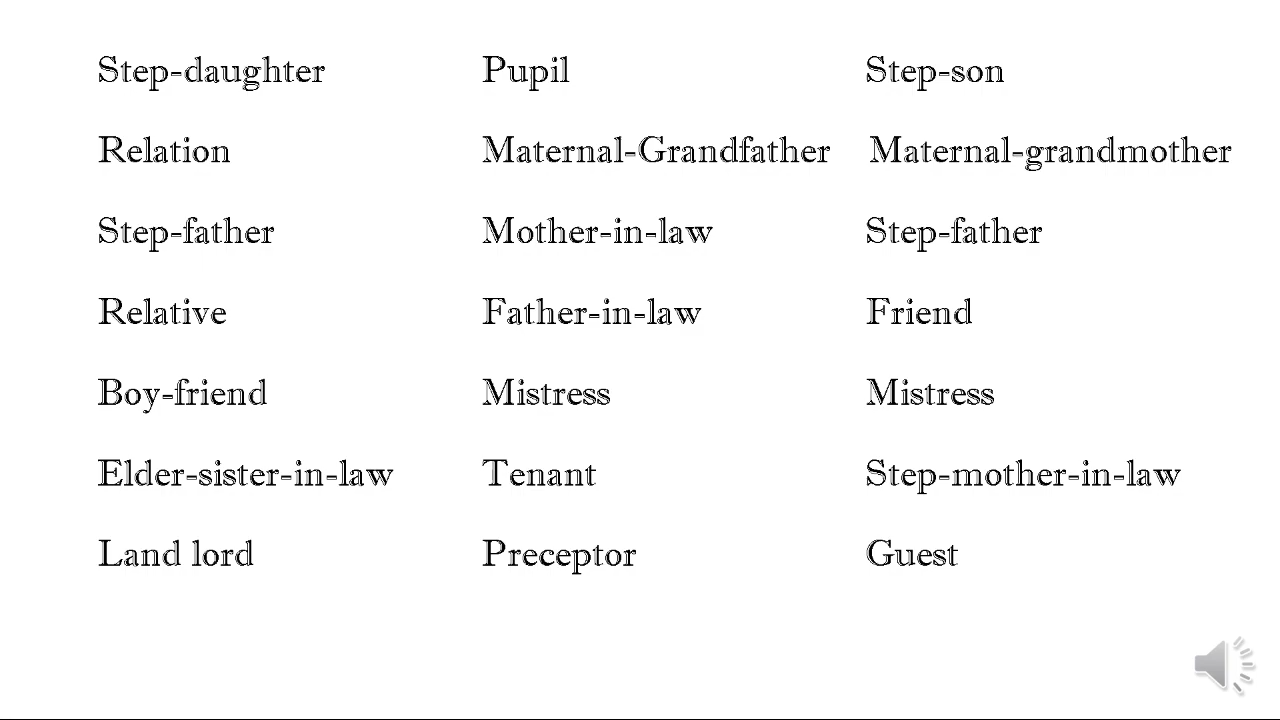 Step-daughter Pupil Step-son
Relation Maternal-Grandfather Maternal-grandmother
Step-father Mother-in-law Step-father
Relative Father-in-law Friend
Boy-friend Mistress Mistress
Elder-sister-in-law Tenant Step-mother-in-law
Land lord Preceptor Guest